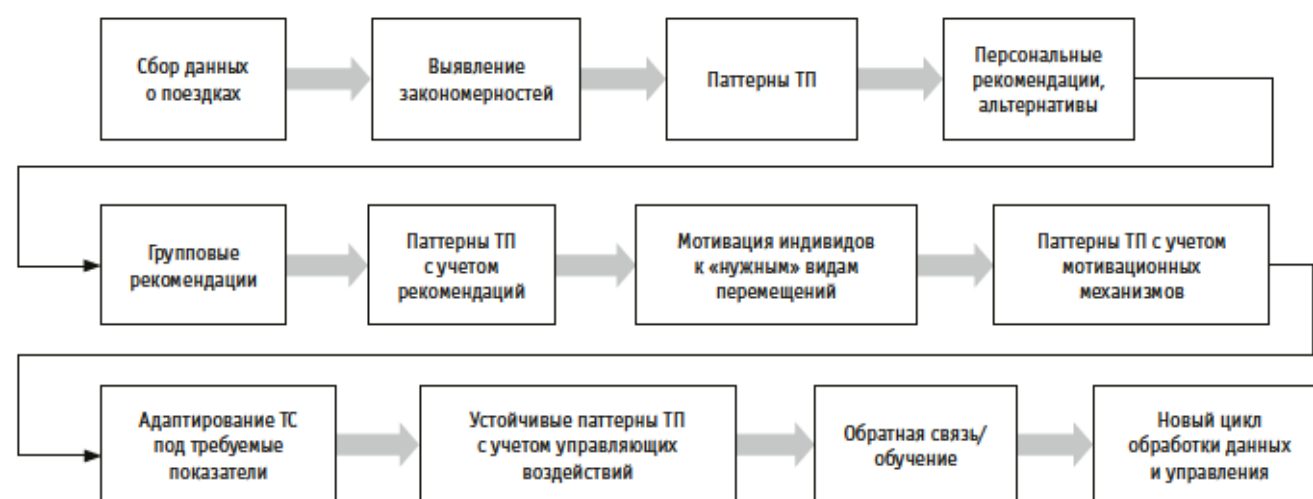 Сбор данных
о поездках
Выявление
закономерностей
Паттерны ТП
Персональные
рекомендации,
альтернативы
Групповые
рекомендации
Паттерны ТП
с учетом
рекомендаций
Мотивация индивидов
к «нужным» видам
перемещений
Паттерны ТП с учетом
мотивационных
механизмов
Адаптирование ТС
под требуемые
показатели
Устойчивые паттерны ТП
с учетом управляющих
воздействий
Обратная связь/
обучение
Новый цикл
обработки данных
и управления